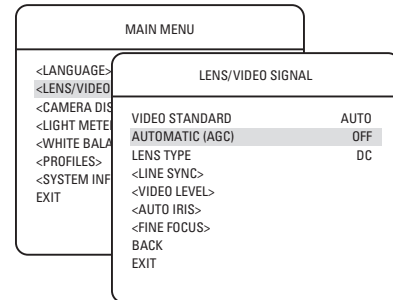 MAIN MENU
<LANGUAGE>
<LENS/VIDEO
<CAMERA DIS
<LIGHT METE
<WHITE BALA
<PROFILES>
<SYSTEM INF
EXIT
LENS/VIDEO SIGNAL
VIDEO STANDARD AUTO
AUTOMATIC (AGC) OFF
LENS TYPE DC
<LINE SYNC>
<VIDEO LEVEL>
<AUTO IRIS>
<FINE FOCUS>
BACK
EXIT